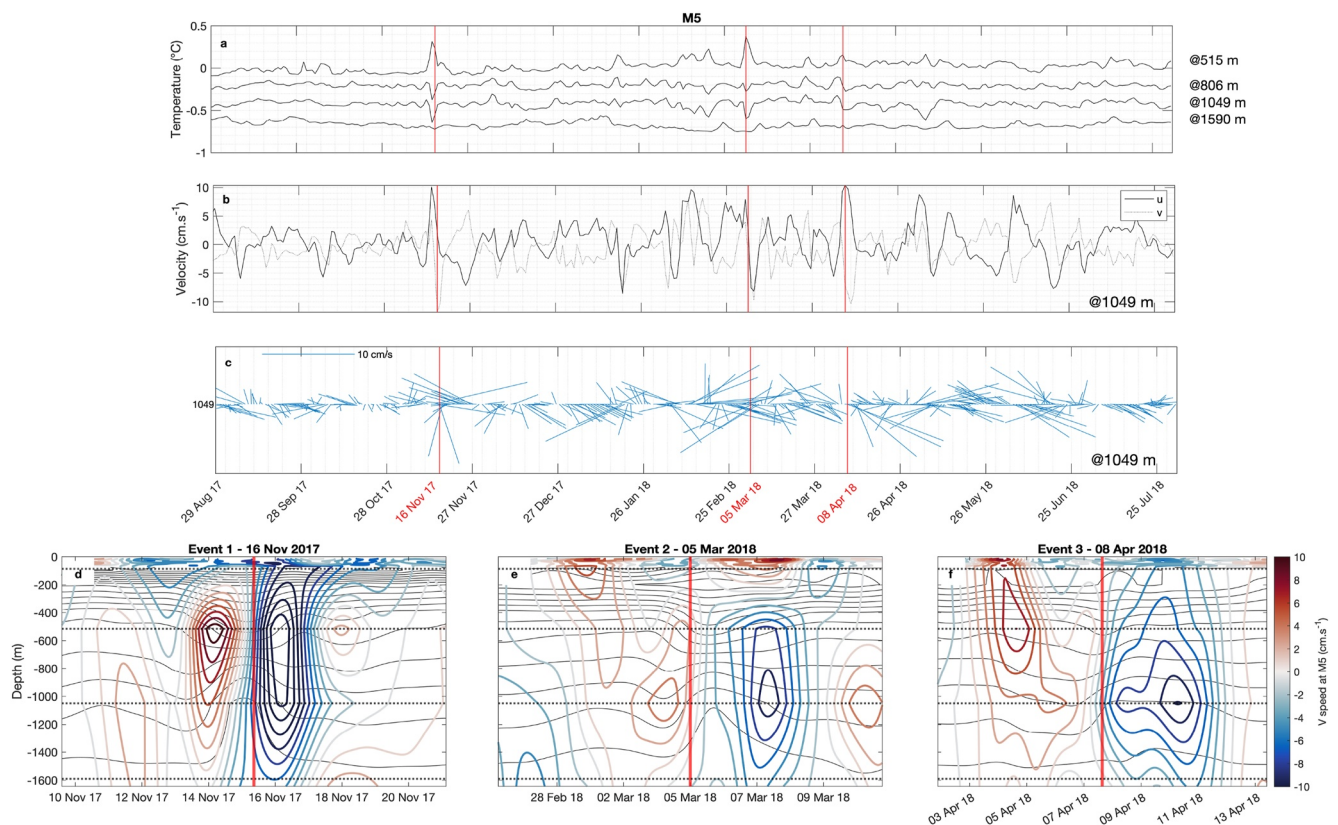 M5
a
0.5
0
-0.5
-1
Temperature (°C)
@515 m
@806 m
@1049 m
@1590 m
b
10
5
0
-5
-10
Velocity (cm.s-1)
u
v
@1049 m
c
10 cm/s
1049
@1049 m
29 Aug 17
28 Sep 17
28 Oct 17
16 Nov 17
27 Nov 17
27 Dec 17
26 Jan 18
25 Feb 18
05 Mar 18
27 Mar 18
08 Apr 18
26 Apr 18
26 May 18
25 Jun 18
25 Jul 18
Event 1 - 16 Nov 2017
d
0
-200
-400
-600
-800
-1000
-1200
-1400
-1600
Depth (m)
10 Nov 17
12 Nov 17
14 Nov 17
16 Nov 17
18 Nov 17
20 Nov 17
Event 2 - 05 Mar 2018
e
28 Feb 18
02 Mar 18
05 Mar 18
07 Mar 18
09 Mar 18
Event 3 - 08 Apr 2018
f
03 Apr 18
05 Apr 18
07 Apr 18
09 Apr 18
11 Apr 18
13 Apr 18
10
8
6
4
2
0
-2
-4
-6
-8
-10
V speed at M5 (cm.s-1)